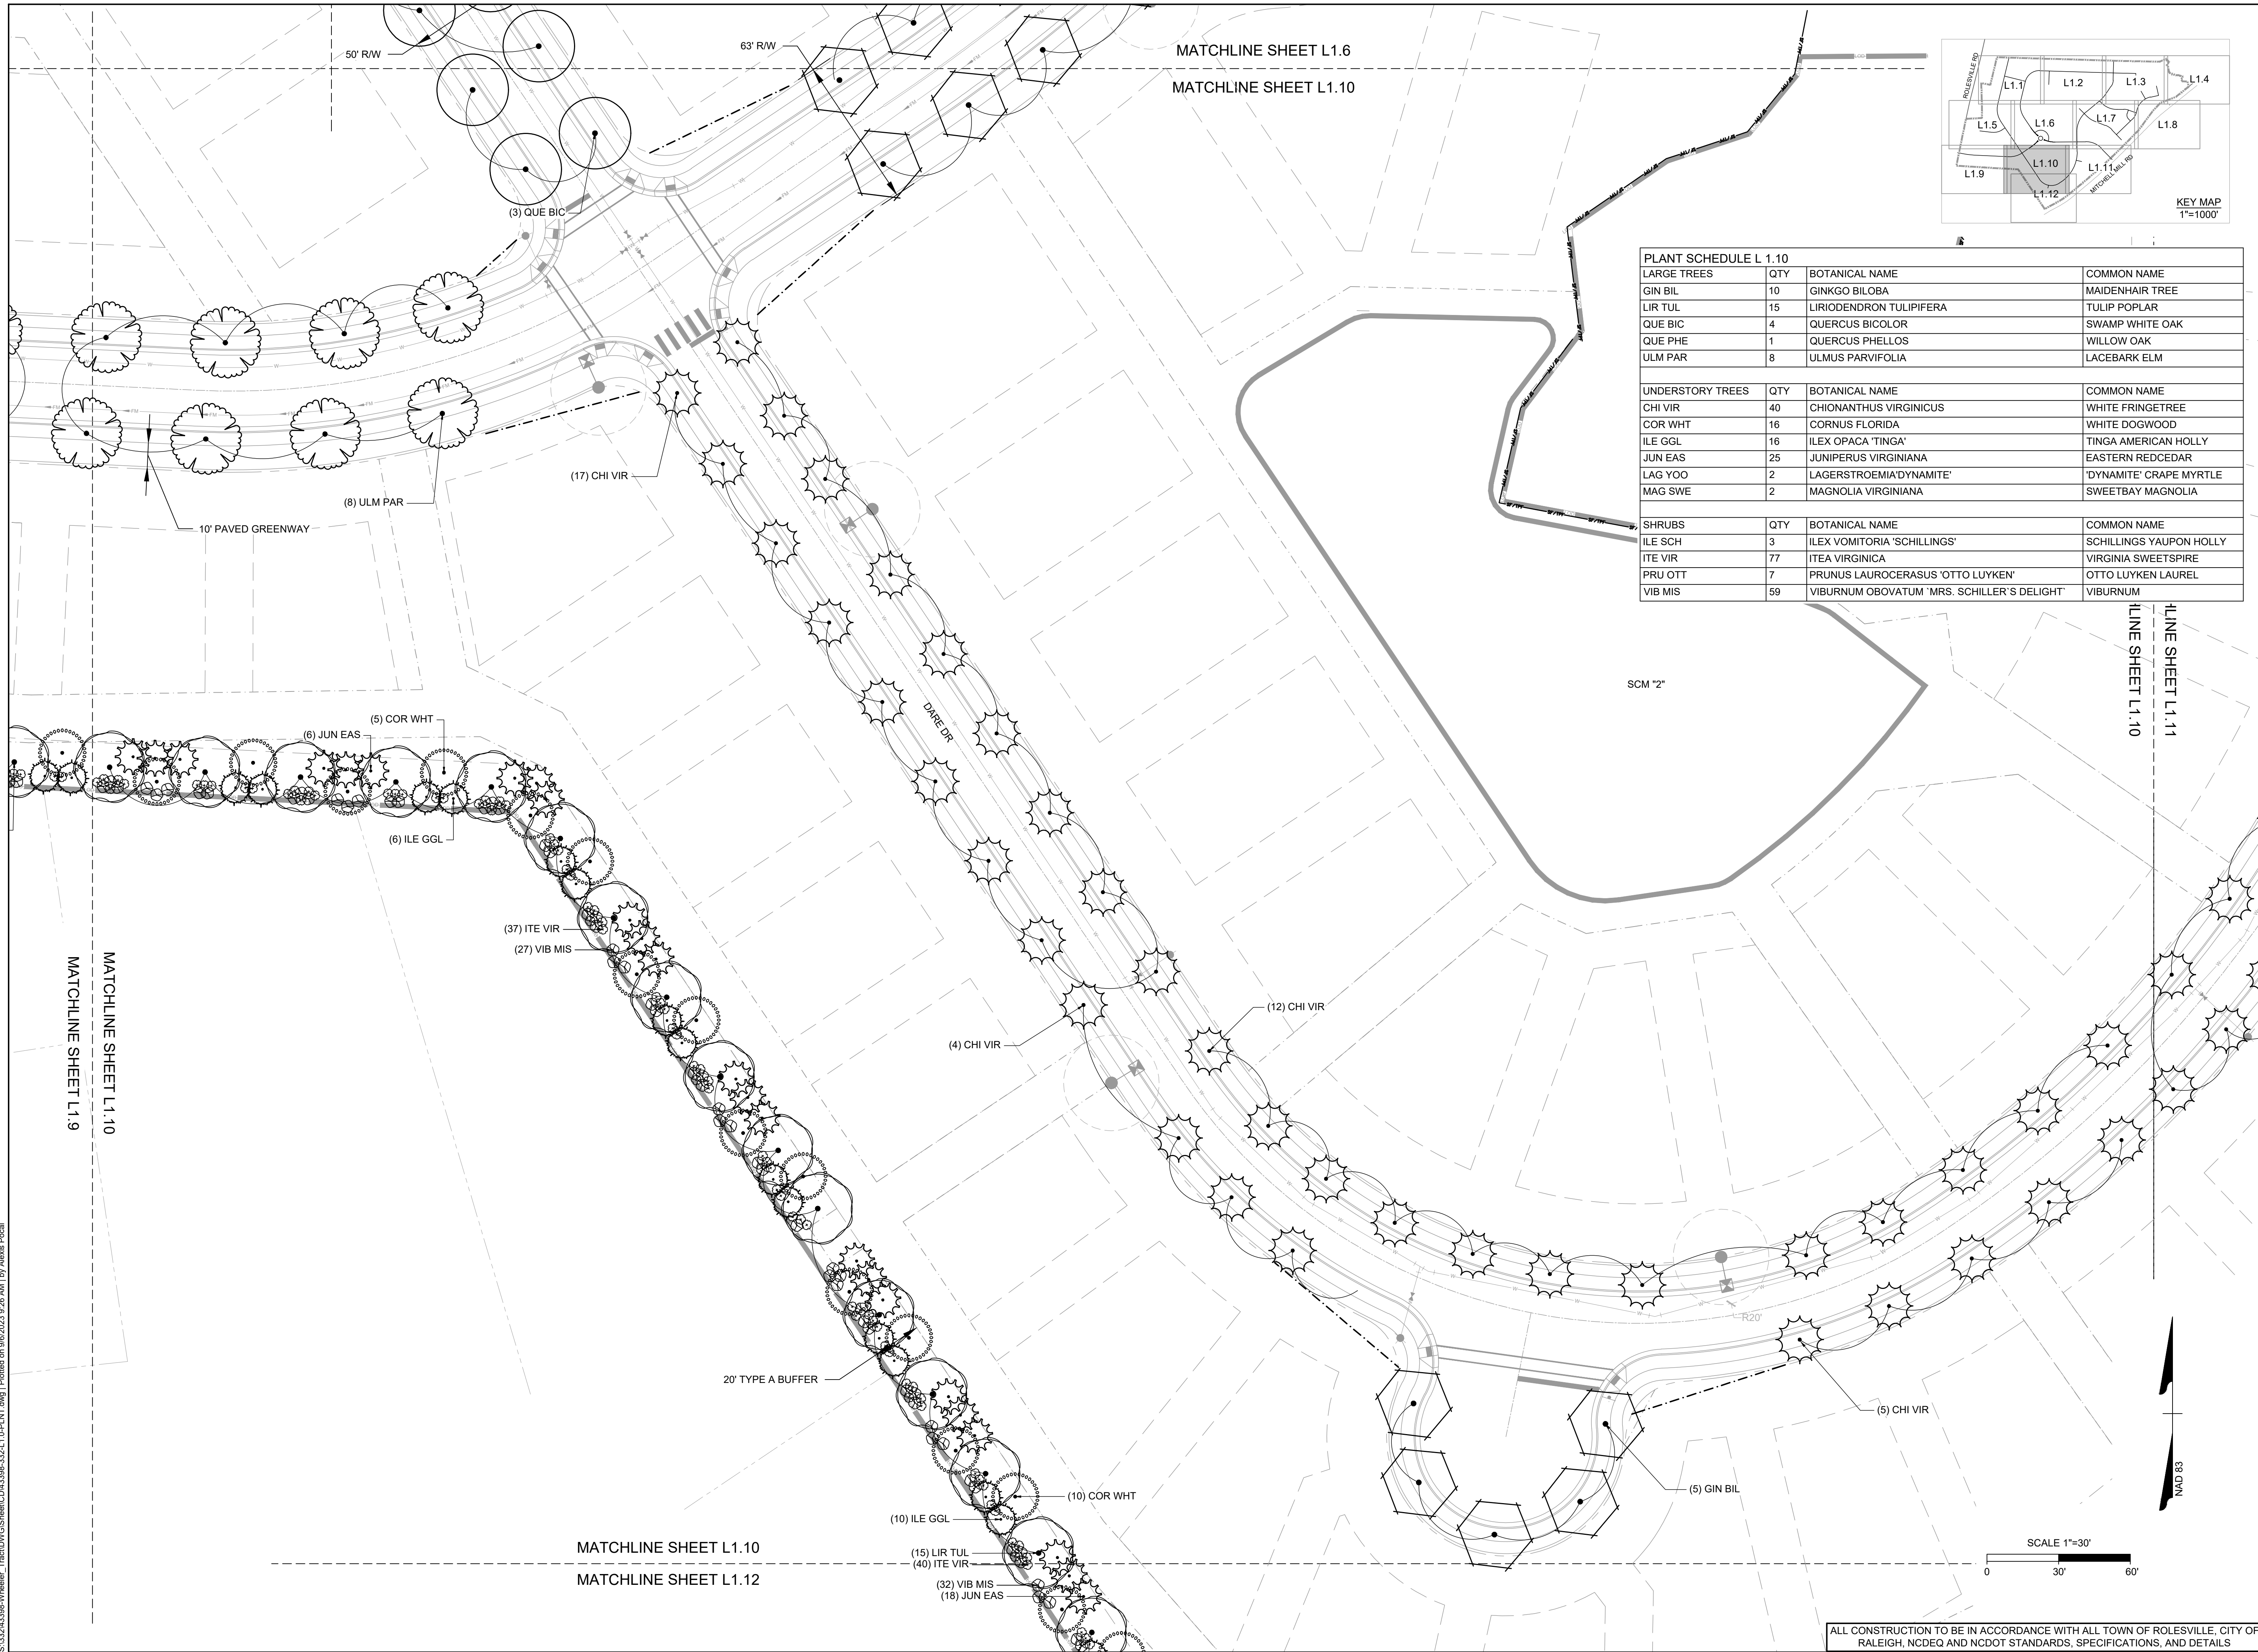 50' R/W
63' R/W
MATCHLINE SHEET L1.6
MATCHLINE SHEET L1.10
ROLESVILLE RD
L1.1
L1.2
L1.3
L1.4
L1.5
L1.6
L1.7
L1.8
L1.9
L1.10
L1.11
L1.12
MITCHELL MILL RD
KEY MAP
1"=1000'
(3) QUE BIC
PLANT SCHEDULE L 1.10
LARGE TREES QTY BOTANICAL NAME COMMON NAME
GIN BIL 10 GINKGO BILOBA MAIDENHAIR TREE
LIR TUL 15 LIRIODENDRON TULIPIFERA TULIP POPLAR
QUE BIC 4 QUERCUS BICOLOR SWAMP WHITE OAK
QUE PHE 1 QUERCUS PHELLOS WILLOW OAK
ULM PAR 8 ULMUS PARVIFOLIA LACEBARK ELM
UNDERSTORY TREES QTY BOTANICAL NAME COMMON NAME
CHI VIR 40 CHIONANTHUS VIRGINICUS WHITE FRINGETREE
COR WHT 16 CORNUS FLORIDA WHITE DOGWOOD
ILE GGL 16 ILEX OPACA 'TINGA' TINGA AMERICAN HOLLY
JUN EAS 25 JUNIPERUS VIRGINIANA EASTERN REDCEDAR
LAG YOO 2 LAGERSTROEMIA'DYNAMITE' 'DYNAMITE' CRAPE MYRTLE
MAG SWE 2 MAGNOLIA VIRGINIANA SWEETBAY MAGNOLIA
SHRUBS QTY BOTANICAL NAME COMMON NAME
ILE SCH 3 ILEX VOMITORIA 'SCHILLINGS' SCHILLINGS YAUPON HOLLY
ITE VIR 77 ITEA VIRGINICA VIRGINIA SWEETSPIRE
PRU OTT 7 PRUNUS LAUROCERASUS 'OTTO LUYKEN' OTTO LUYKEN LAUREL
VIB MIS 59 VIBURNUM OBOVATUM `MRS. SCHILLER`S DELIGHT` VIBURNUM
(17) CHI VIR
(8) ULM PAR
10' PAVED GREENWAY
HLINE SHEET L1.10
HLINE SHEET L1.11
SCM "2"
DARE DR
(5) COR WHT
(6) JUN EAS
(6) ILE GGL
(37) ITE VIR
(27) VIB MIS
MATCHLINE SHEET L1.9
MATCHLINE SHEET L1.10
(12) CHI VIR
(4) CHI VIR
R20'
20' TYPE A BUFFER
(5) CHI VIR
(5) GIN BIL
(10) COR WHT
(10) ILE GGL
(15) LIR TUL
(40) ITE VIR
(32) VIB MIS
(18) JUN EAS
MATCHLINE SHEET L1.10
MATCHLINE SHEET L1.12
NAD 83
SCALE 1"=30'
0 30' 60'
ALL CONSTRUCTION TO BE IN ACCORDANCE WITH ALL TOWN OF ROLESVILLE, CITY OF
RALEIGH, NCDEQ AND NCDOT STANDARDS, SPECIFICATIONS, AND DETAILS